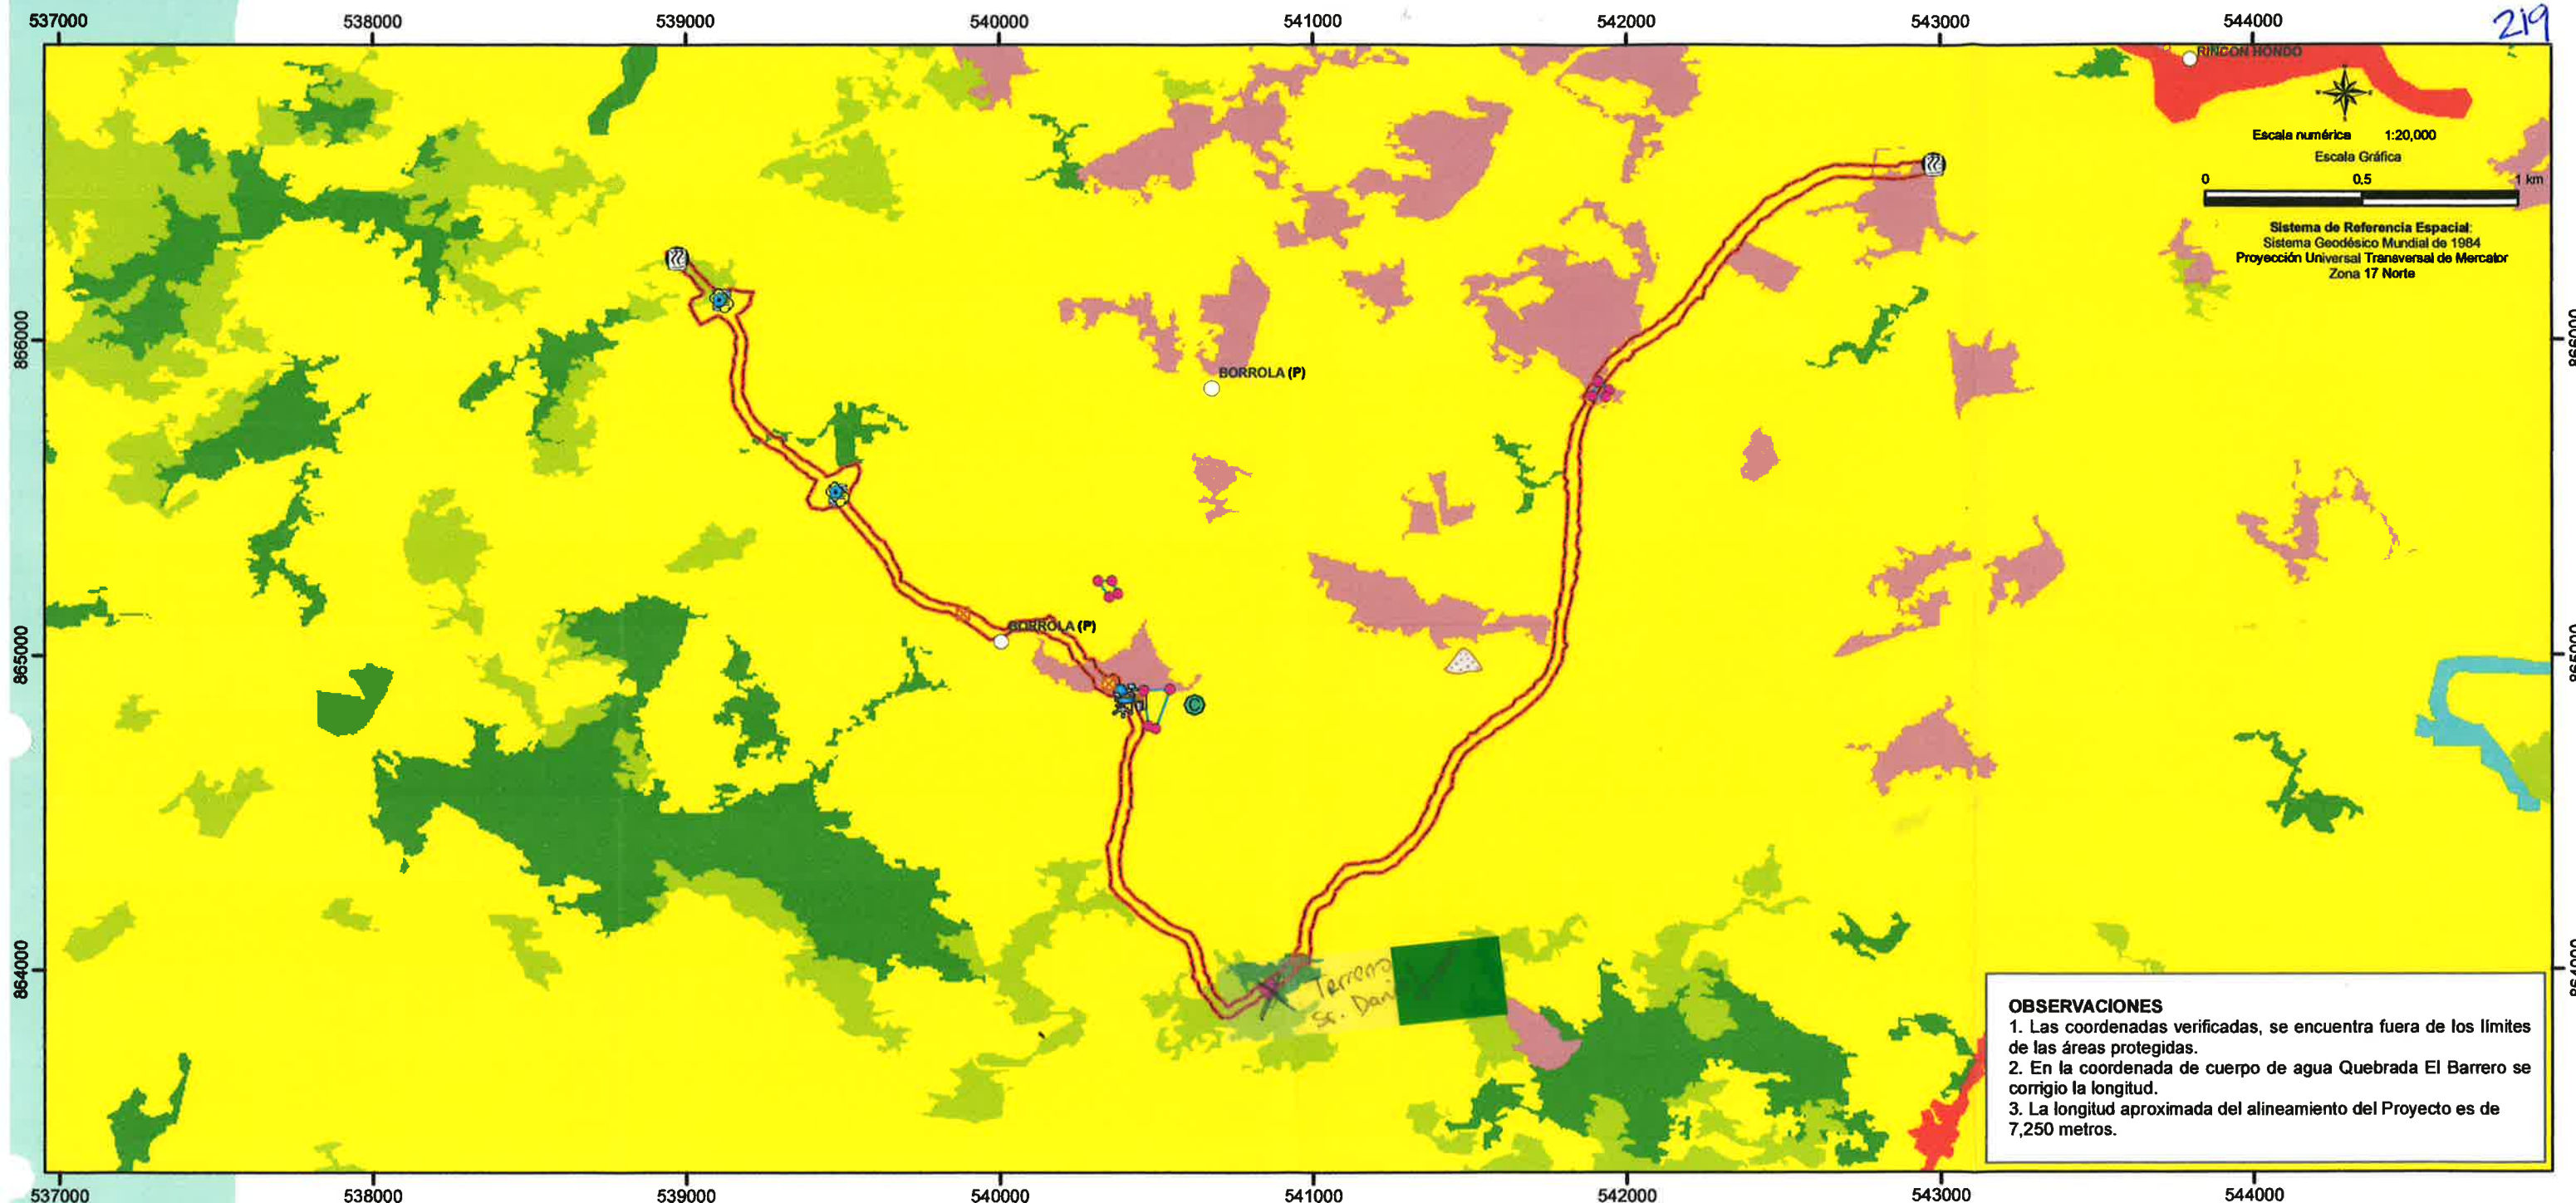 537000 538000 539000 540000 541000 542000 543000 544000
219
RINCON HONDO
Escala numérica 1:20,000
Escala Gráfica
0 0.5 1 km
Sistema de Referencia Espacial:
Sistema Geodésico Mundial de 1984
Proyección Universal Transversal de Mercator
Zona 17 Norte
866000 866000
BORROLA (P)
BORROLA (P)
865000 865000
C
864000 864000
Terreno
Sr. Dani
OBSERVACIONES
1. Las coordenadas verificadas, se encuentra fuera de los límites
de las áreas protegidas.
2. En la coordenada de cuerpo de agua Quebrada El Barrero se
corrigio la longitud.
3. La longitud aproximada del alineamiento del Proyecto es de
7,250 metros.
537000 538000 539000 540000 541000 542000 543000 544000